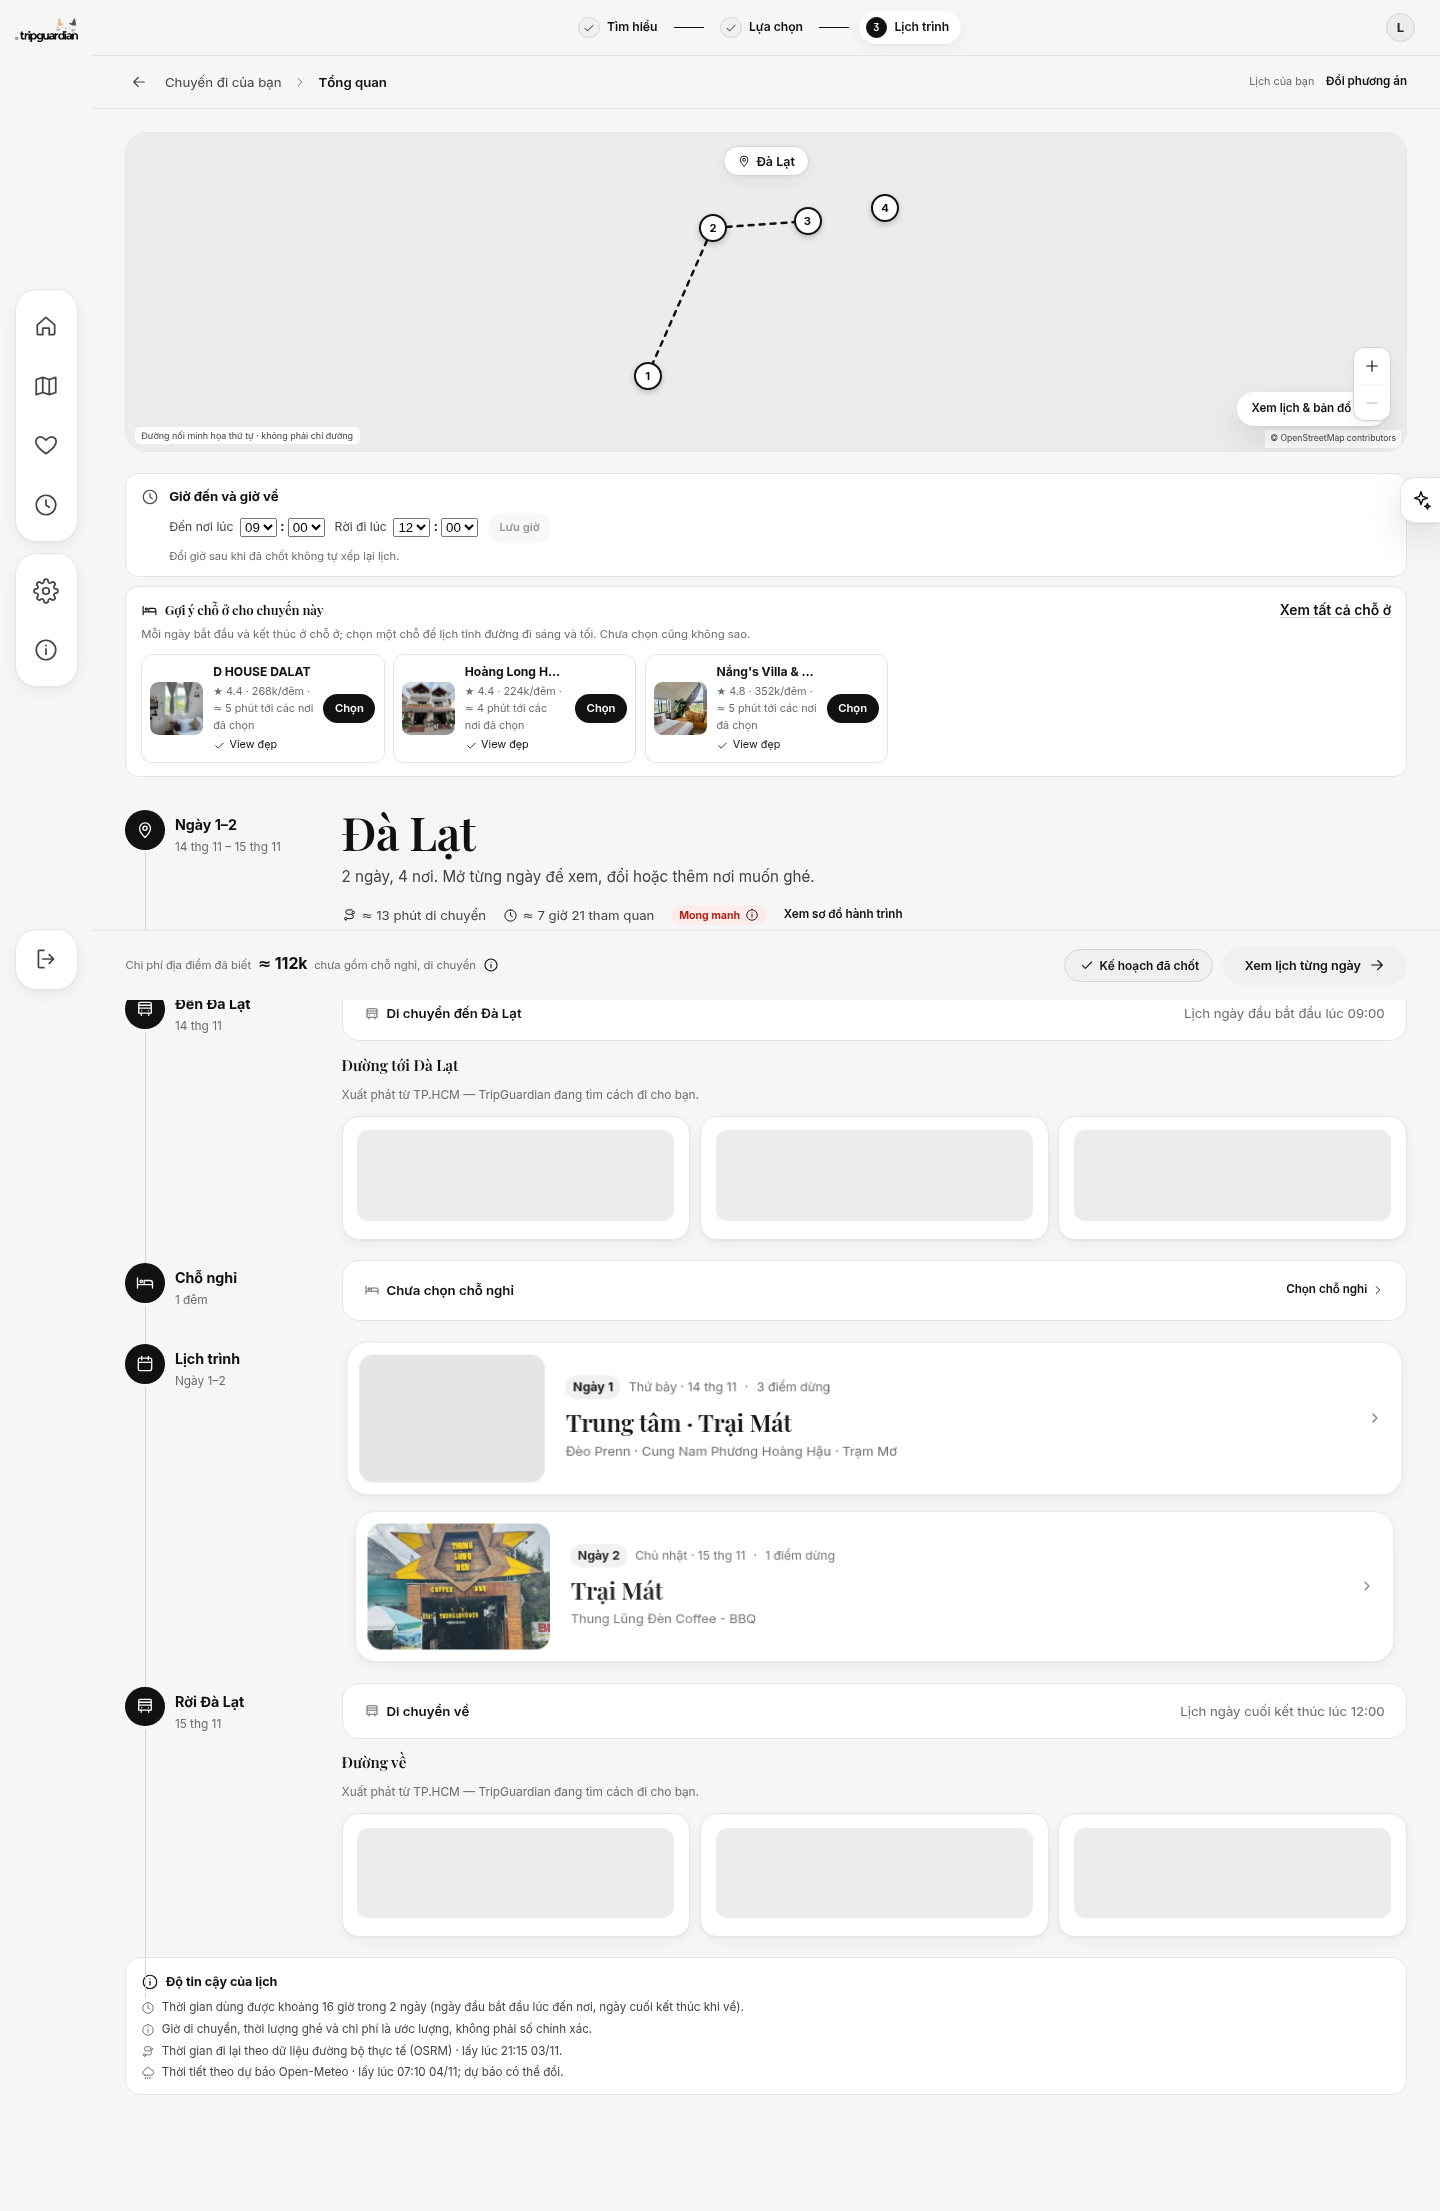 tripguardian
Tìm hiểu
Lựa chọn
3 Lịch trình
L
Chuyến đi của bạn
Tổng quan
Lịch của bạn Đổi phương án
Đà Lạt
4
3
2
1
Xem lịch & bản đồ
Đường nối minh họa thứ tự · không phải chỉ đường
© OpenStreetMap contributors
Giờ đến và giờ về
Đến nơi lúc 09 : 00 Rời đi lúc 12 : 00 Lưu giờ
Đổi giờ sau khi đã chốt không tự xếp lại lịch.
Gợi ý chỗ ở cho chuyến này
Xem tất cả chỗ ở
Mỗi ngày bắt đầu và kết thúc ở chỗ ở; chọn một chỗ để lịch tính đường đi sáng và tối. Chưa chọn cũng không sao.
D HOUSE DALAT
★ 4.4 · 268k/đêm ·
≈ 5 phút tới các nơi
đã chọn
View đẹp
Chọn
Hoàng Long H...
★ 4.4 · 224k/đêm ·
≈ 4 phút tới các
nơi đã chọn
View đẹp
Chọn
Nắng's Villa & ...
★ 4.8 · 352k/đêm ·
≈ 5 phút tới các nơi
đã chọn
View đẹp
Chọn
Ngày 1–2
14 thg 11 – 15 thg 11
Đà Lạt
2 ngày, 4 nơi. Mở từng ngày để xem, đổi hoặc thêm nơi muốn ghé.
≈ 13 phút di chuyển ≈ 7 giờ 21 tham quan Mong manh Xem sơ đồ hành trình
Chi phí địa điểm đã biết ≈ 112k chưa gồm chỗ nghỉ, di chuyển
Kế hoạch đã chốt
Xem lịch từng ngày
Đến Đà Lạt
14 thg 11
Di chuyển đến Đà Lạt
Lịch ngày đầu bắt đầu lúc 09:00
Đường tới Đà Lạt
Xuất phát từ TP.HCM — TripGuardian đang tìm cách đi cho bạn.
Chỗ nghỉ
1 đêm
Chưa chọn chỗ nghỉ
Chọn chỗ nghỉ
Lịch trình
Ngày 1–2
Ngày 1 Thứ bảy · 14 thg 11 · 3 điểm dừng
Trung tâm · Trại Mát
Đèo Prenn · Cung Nam Phương Hoàng Hậu · Trạm Mơ
THUNG
LUNG
DEN
COFFEE BBQ
THUNGLUNGDEN
Ngày 2 Chủ nhật · 15 thg 11 · 1 điểm dừng
Trại Mát
Thung Lũng Đèn Coffee - BBQ
Rời Đà Lạt
15 thg 11
Di chuyển về
Lịch ngày cuối kết thúc lúc 12:00
Đường về
Xuất phát từ TP.HCM — TripGuardian đang tìm cách đi cho bạn.
Độ tin cậy của lịch
Thời gian dùng được khoảng 16 giờ trong 2 ngày (ngày đầu bắt đầu lúc đến nơi, ngày cuối kết thúc khi về).
Giờ di chuyển, thời lượng ghé và chi phí là ước lượng, không phải số chính xác.
Thời gian đi lại theo dữ liệu đường bộ thực tế (OSRM) · lấy lúc 21:15 03/11.
Thời tiết theo dự báo Open-Meteo · lấy lúc 07:10 04/11; dự báo có thể đổi.